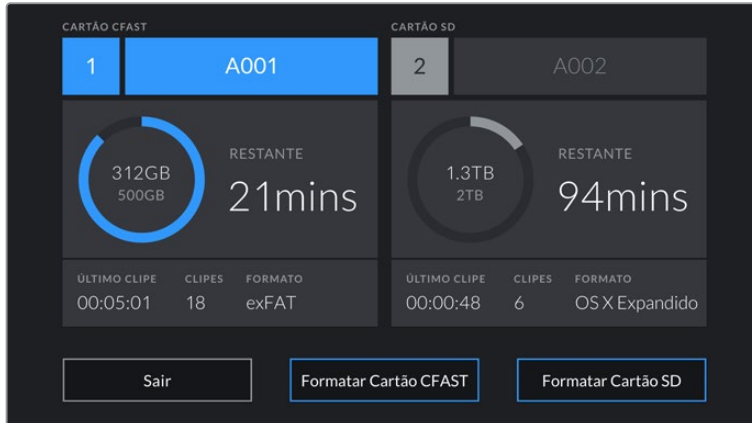 CARTÃO CFAST
1
A001
312GB
500GB
RESTANTE
21mins
ÚLTIMO CLIPE CLIPES FORMATO
00:05:01 18 exFAT
CARTÃO SD
2
A002
1.3TB
2TB
RESTANTE
94mins
ÚLTIMO CLIPE CLIPES FORMATO
00:00:48 6 OS X Expandido
Sair
Formatar Cartão CFAST
Formatar Cartão SD